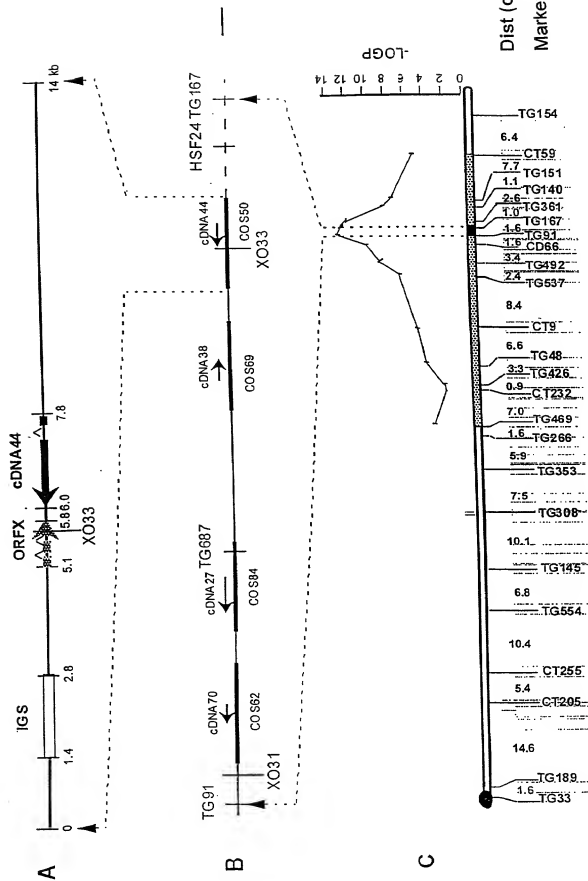 A
IGS
ORFX
cDNA44
0
1.4
2.8
5.1
5.8
6.0
7.8
14 kb
XO33
B
TG91
cDNA70
cDNA27
TG687
cDNA38
cDNA44
HSF24
TG167
XO31
COS62
COS84
COS69
COS50
XO33
C
-LOGP
14
12
10
8
6
4
2
0
Dist (c
Marke
TG154
6.4
CT59
7.7
TG151
1.1
TG140
2.6
TG361
1.0
TG167
1.6
TG91
1.6
CD66
3.4
TG492
2.4
TG537
8.4
CT9
6.6
TG48
3.3
TG426
0.9
CT232
7.0
TG469
1.6
TG266
5.9
TG353
7.5
TG308
10.1
TG145
6.8
TG554
10.4
CT255
5.4
CT205
14.6
TG189
1.6
TG33